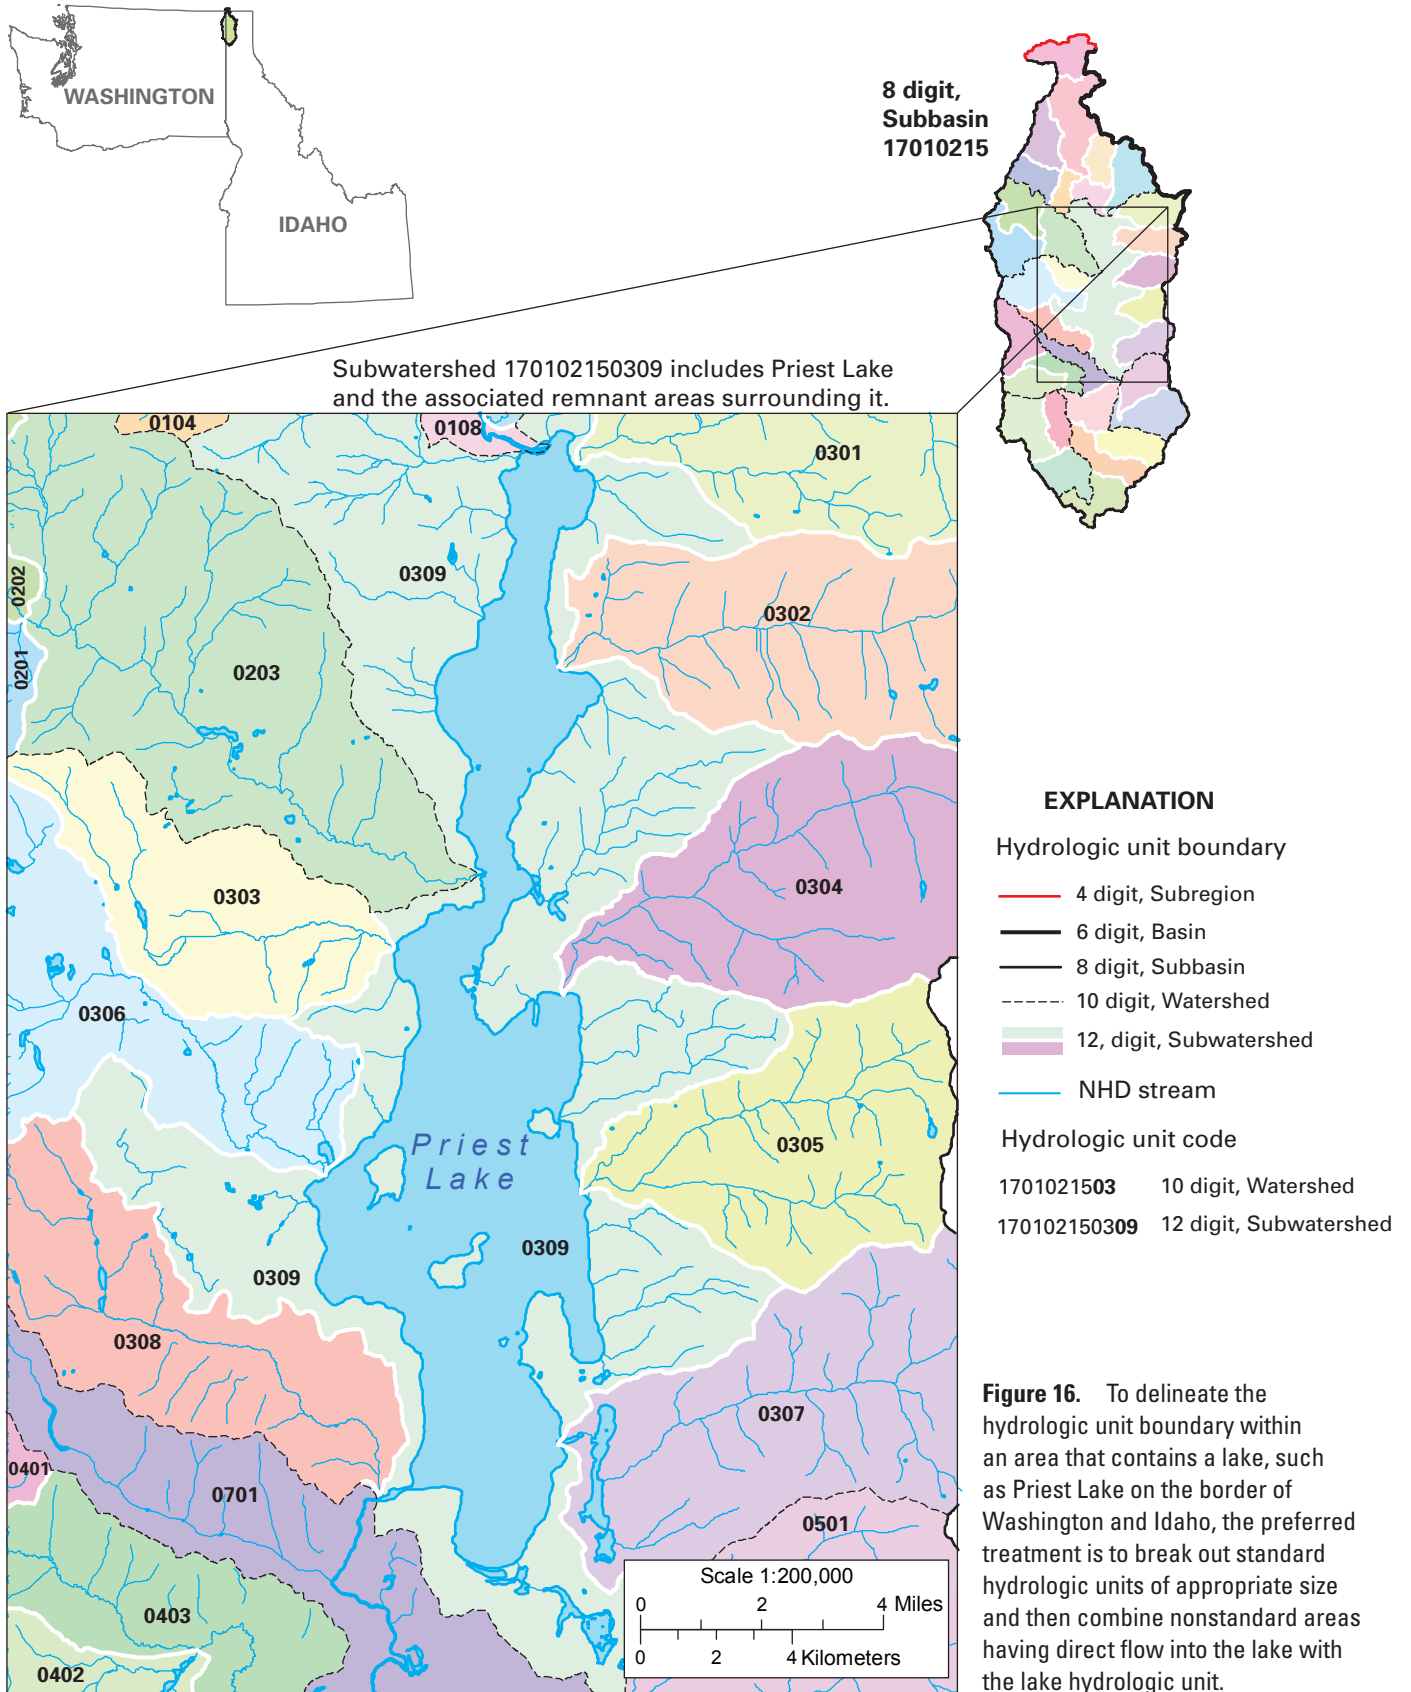 WASHINGTON
IDAHO
8 digit,
Subbasin
17010215
Subwatershed 170102150309 includes Priest Lake
and the associated remnant areas surrounding it.
0104
0108
0301
0309
0202
0302
0201
0203
0304
0303
0306
Priest
Lake
0305
0309
0309
0308
0307
0401
0701
0501
0403
0402
Scale 1:200,000
0 2 4 Miles
0 2 4 Kilometers
EXPLANATION
Hydrologic unit boundary
4 digit, Subregion
6 digit, Basin
8 digit, Subbasin
10 digit, Watershed
12, digit, Subwatershed
NHD stream
Hydrologic unit code
1701021503 10 digit, Watershed
170102150309 12 digit, Subwatershed
Figure 16. To delineate the
hydrologic unit boundary within
an area that contains a lake, such
as Priest Lake on the border of
Washington and Idaho, the preferred
treatment is to break out standard
hydrologic units of appropriate size
and then combine nonstandard areas
having direct flow into the lake with
the lake hydrologic unit.